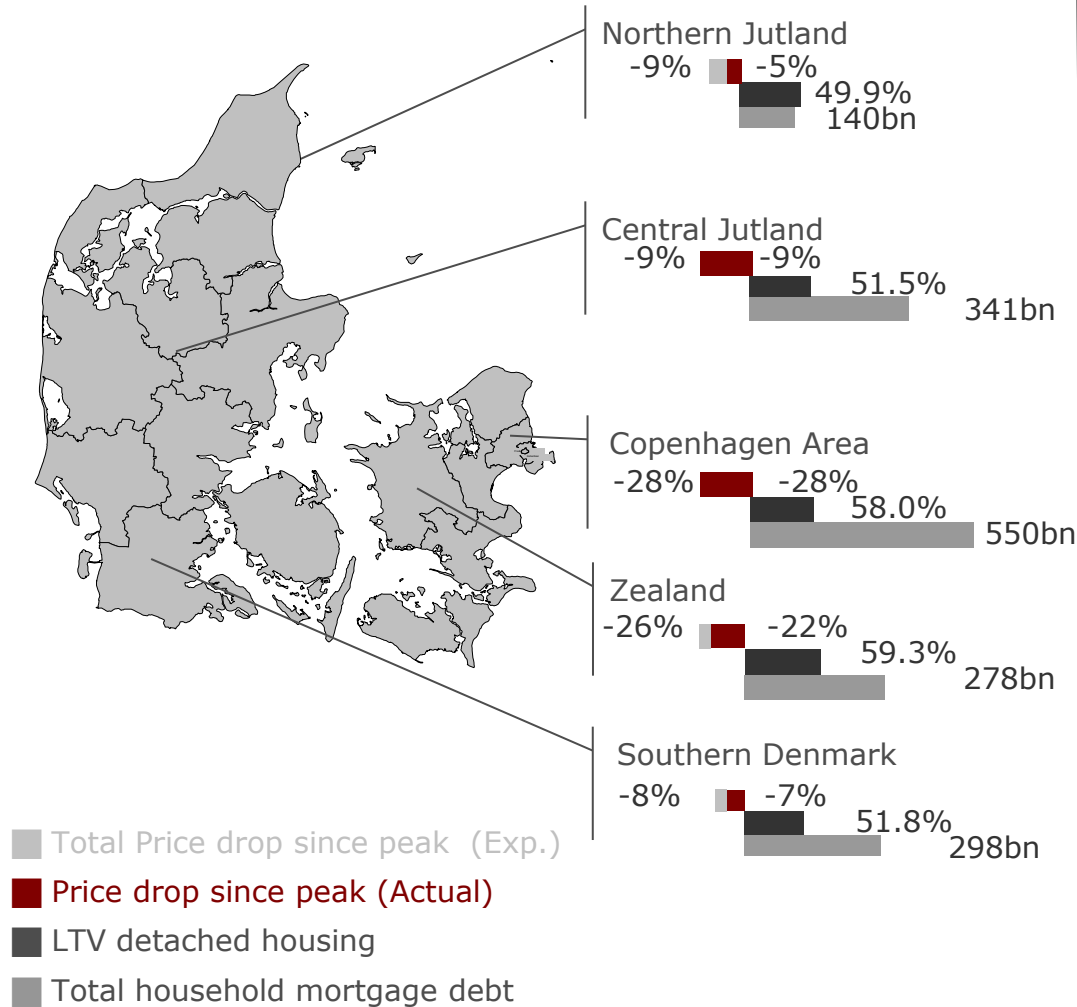 Northern Jutland
-9% -5%
49.9%
140bn
Central Jutland
-9% -9%
51.5%
341bn
Copenhagen Area
-28% -28%
58.0%
550bn
Zealand
-26% -22%
59.3%
278bn
Southern Denmark
-8% -7%
51.8%
298bn
Total Price drop since peak (Exp.)
Price drop since peak (Actual)
LTV detached housing
Total household mortgage debt